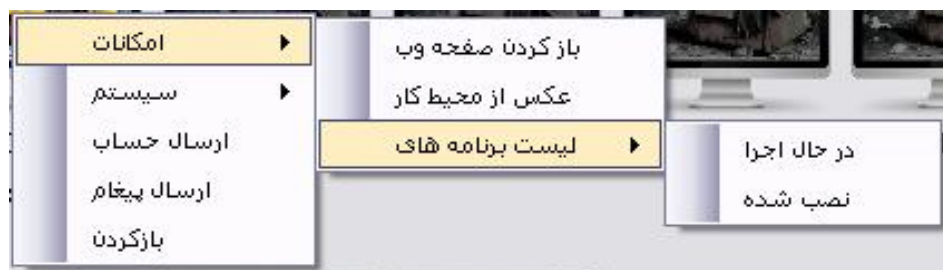 امکانات
سیستم
ارسال حساب
ارسال پیغام
بازکردن
باز کردن صفحه وب
عکس از محیط کار
لیست برنامه های
در حال اجرا
نصب شده